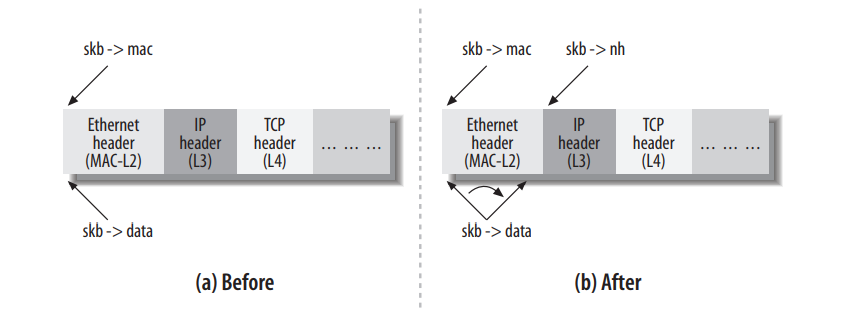 skb -> mac
Ethernet
header
(MAC-L2)
IP
header
(L3)
TCP
header
(L4)
... ... ...
skb -> data
(a) Before
skb -> mac
skb -> nh
Ethernet
header
(MAC-L2)
IP
header
(L3)
TCP
header
(L4)
... ... ...
skb -> data
(b) After